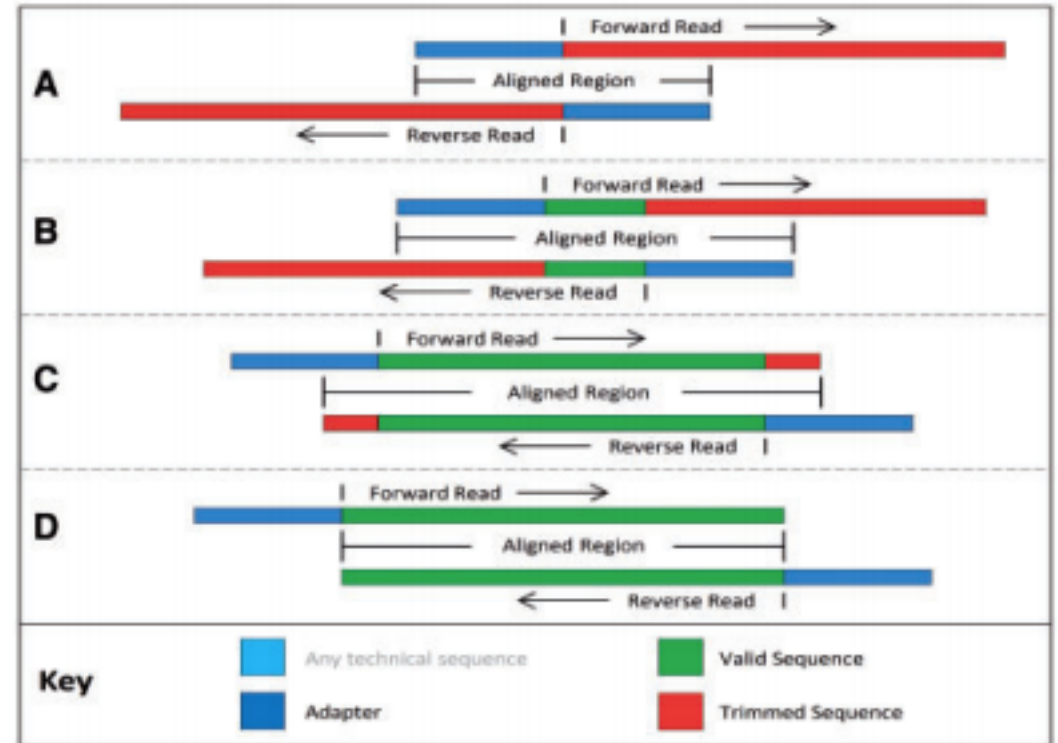 Forward Read
A
Aligned Region
Reverse Read
Forward Read
B
Aligned Region
Reverse Read
Forward Read
C
Aligned Region
Reverse Read
Forward Read
D
Aligned Region
Reverse Read
Key
Any technical sequence
Valid Sequence
Adapter
Trimmed Sequence